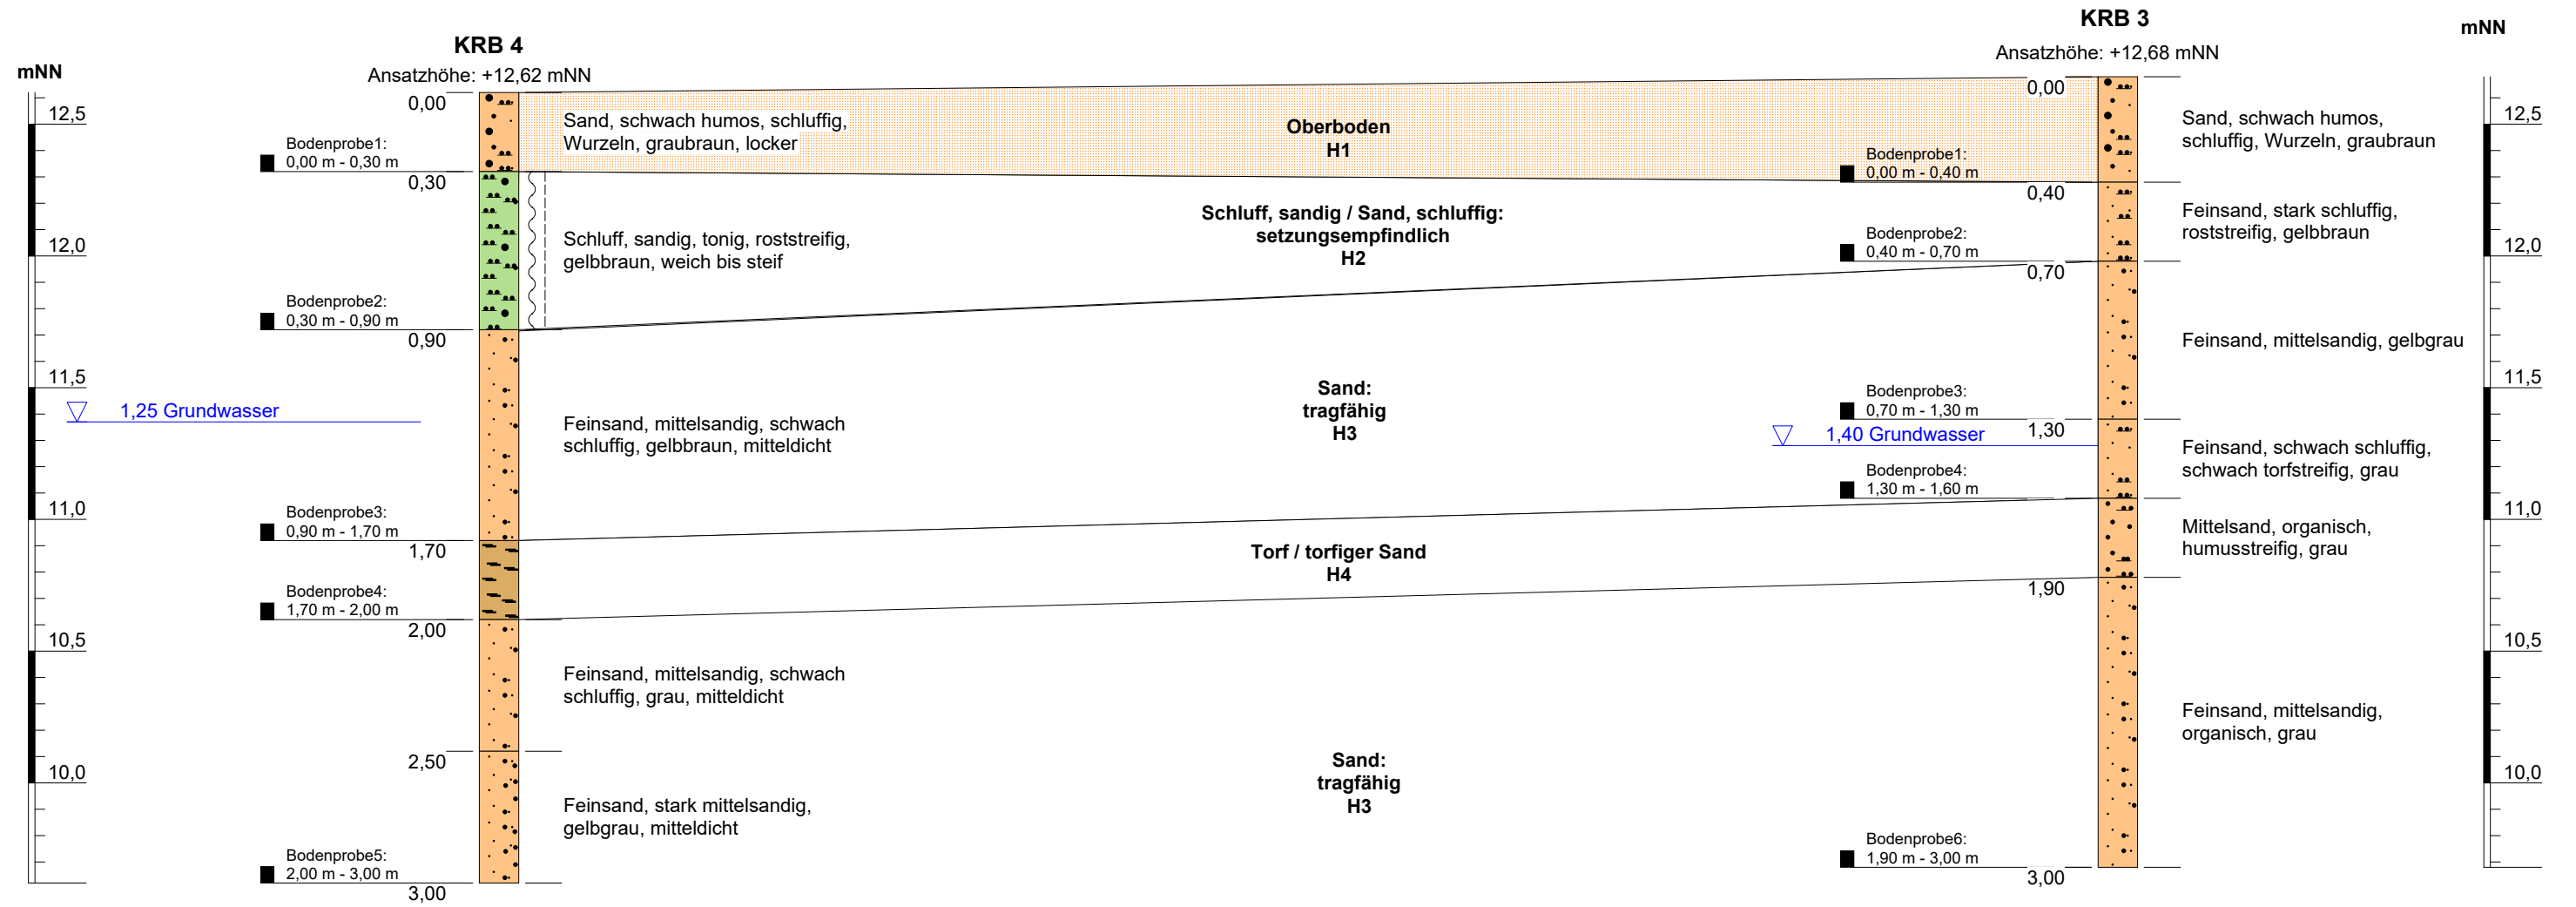 KRB 4
Ansatzhöhe: +12,62 mNN
mNN
12,5
12,0
11,5
11,0
10,5
10,0
1,25 Grundwasser
Bodenprobe1:
0,00 m - 0,30 m
Bodenprobe2:
0,30 m - 0,90 m
Bodenprobe3:
0,90 m - 1,70 m
Bodenprobe4:
1,70 m - 2,00 m
Bodenprobe5:
2,00 m - 3,00 m
0,00
0,30
0,90
1,70
2,00
2,50
3,00
Sand, schwach humos, schluffig,
Wurzeln, graubraun, locker
Schluff, sandig, tonig, roststreifig,
gelbbraun, weich bis steif
Feinsand, mittelsandig, schwach
schluffig, gelbbraun, mitteldicht
Feinsand, mittelsandig, schwach
schluffig, grau, mitteldicht
Feinsand, stark mittelsandig,
gelbgrau, mitteldicht
Oberboden
H1
Schluff, sandig / Sand, schluffig:
setzungsempfindlich
H2
Sand:
tragfähig
H3
Torf / torfiger Sand
H4
Sand:
tragfähig
H3
KRB 3
Ansatzhöhe: +12,68 mNN
Bodenprobe1:
0,00 m - 0,40 m
Bodenprobe2:
0,40 m - 0,70 m
Bodenprobe3:
0,70 m - 1,30 m
1,40 Grundwasser
Bodenprobe4:
1,30 m - 1,60 m
Bodenprobe6:
1,90 m - 3,00 m
0,00
0,40
0,70
1,30
1,90
3,00
Sand, schwach humos,
schluffig, Wurzeln, graubraun
Feinsand, stark schluffig,
roststreifig, gelbbraun
Feinsand, mittelsandig, gelbgrau
Feinsand, schwach schluffig,
schwach torfstreifig, grau
Mittelsand, organisch,
humusstreifig, grau
Feinsand, mittelsandig,
organisch, grau
mNN
12,5
12,0
11,5
11,0
10,5
10,0